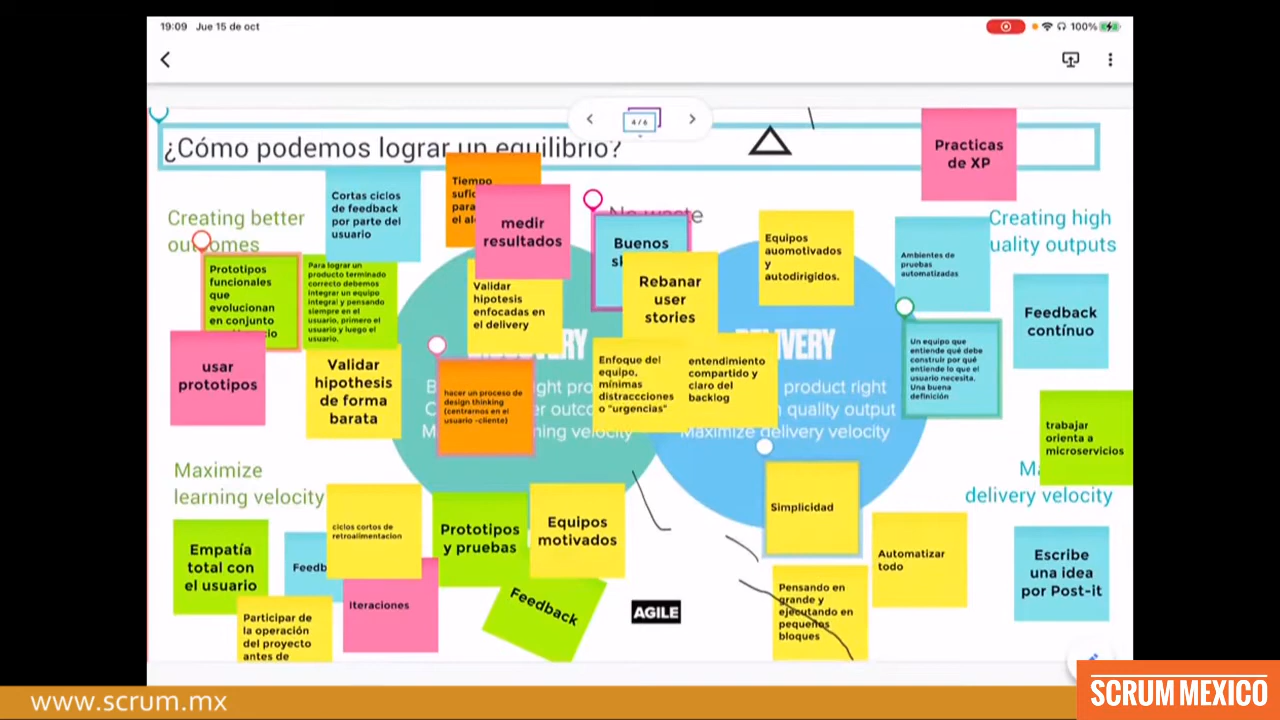 19:09 Jue 15 de oct
100%
4/6
¿Cómo podemos lograr un equilibrio?
Practicas
de XP
Creating better
outcomes
Cortas ciclos
de feedback
por parte del
usuario
Tiempo
para
medir
resultados
No waste
Buenos
Equipos
auomotivados
y
autodirigidos.
Ambientes de
pruebas
automatizadas
Creating high
quality outputs
Prototipos
funcionales
que
evolucionan
en conjunto
Para lograr un
producto terminado
correcto debemos
integrar un equipo
integral y pensando
siempre en el
usuario, primero el
usuario y luego el
Validar
hipotesis
enfocadas en
el delivery
Rebanar
user
stories
Feedback
contínuo
usar
prototipos
Validar
hipothesis
de forma
barata
DISCOVERY
DELIVERY
hacer un proceso de
design thinking
(centrarnos en el
usuario -cliente)
Enfoque del
equipo,
mínimas
distraccciones
o "urgencias"
entendimiento
compartido y
claro del
backlog
product right
quality output
Maximize delivery velocity
learning velocity
Un equipo que
entiende qué debe
construir por qué
entiende lo que el
usuario necesita.
Una buena
definición
trabajar
orienta a
microservicios
Maximize
learning velocity
delivery velocity
Empatía
total con
el usuario
ciclos cortos de
retroalimentacion
Iteraciones
Participar de
la operación
del proyecto
antes de
Prototipos
y pruebas
Equipos
motivados
Feedback
AGILE
Simplicidad
Automatizar
todo
Pensando en
grande y
ejecutando en
pequeños
bloques
Escribe
una idea
por Post-it
www.scrum.mx
SCRUM MEXICO